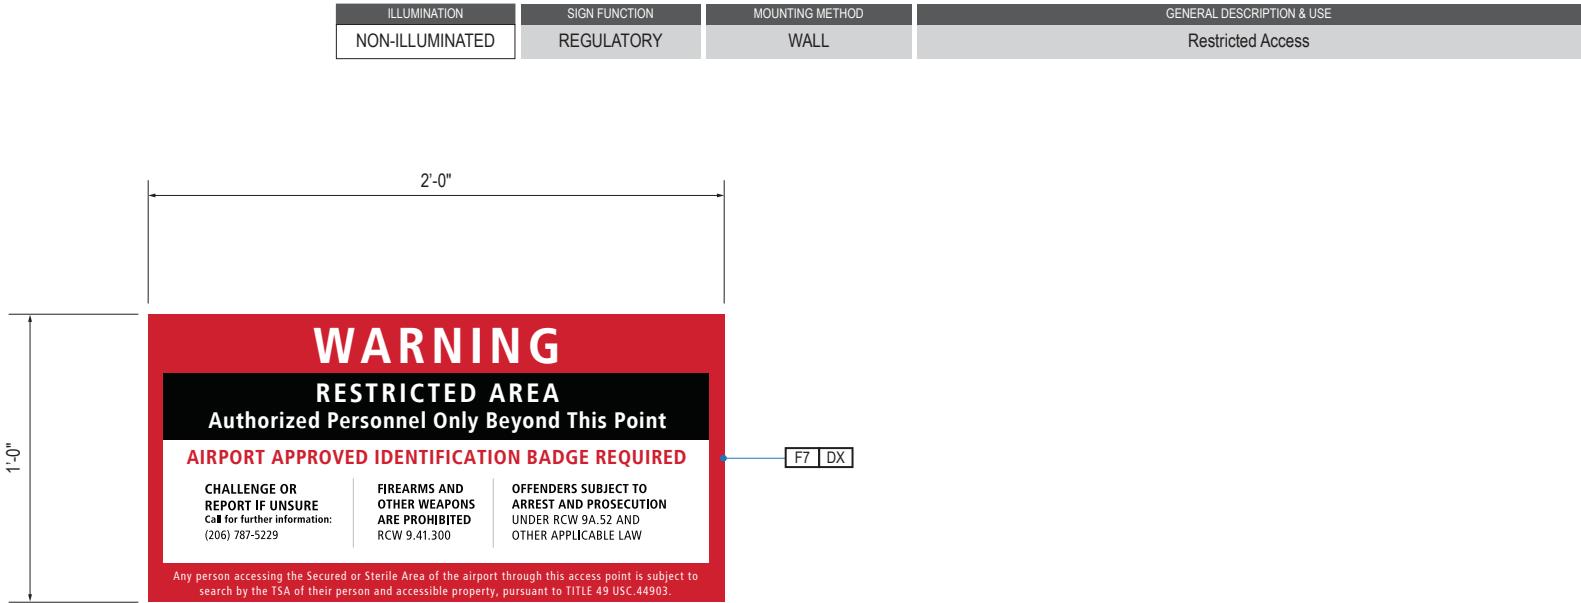 ILLUMINATION
SIGN FUNCTION
MOUNTING METHOD
GENERAL DESCRIPTION & USE
NON-ILLUMINATED
REGULATORY
WALL
Restricted Access
2'-0"
1'-0"
WARNING
RESTRICTED AREA
Authorized Personnel Only Beyond This Point
AIRPORT APPROVED IDENTIFICATION BADGE REQUIRED
CHALLENGE OR
REPORT IF UNSURE
Call for further information:
(206) 787-5229
FIREARMS AND
OTHER WEAPONS
ARE PROHIBITED
RCW 9.41.300
OFFENDERS SUBJECT TO
ARREST AND PROSECUTION
UNDER RCW 9A.52 AND
OTHER APPLICABLE LAW
Any person accessing the Secured or Sterile Area of the airport through this access point is subject to
search by the TSA of their person and accessible property, pursuant to TITLE 49 USC.44903.
F7 DX